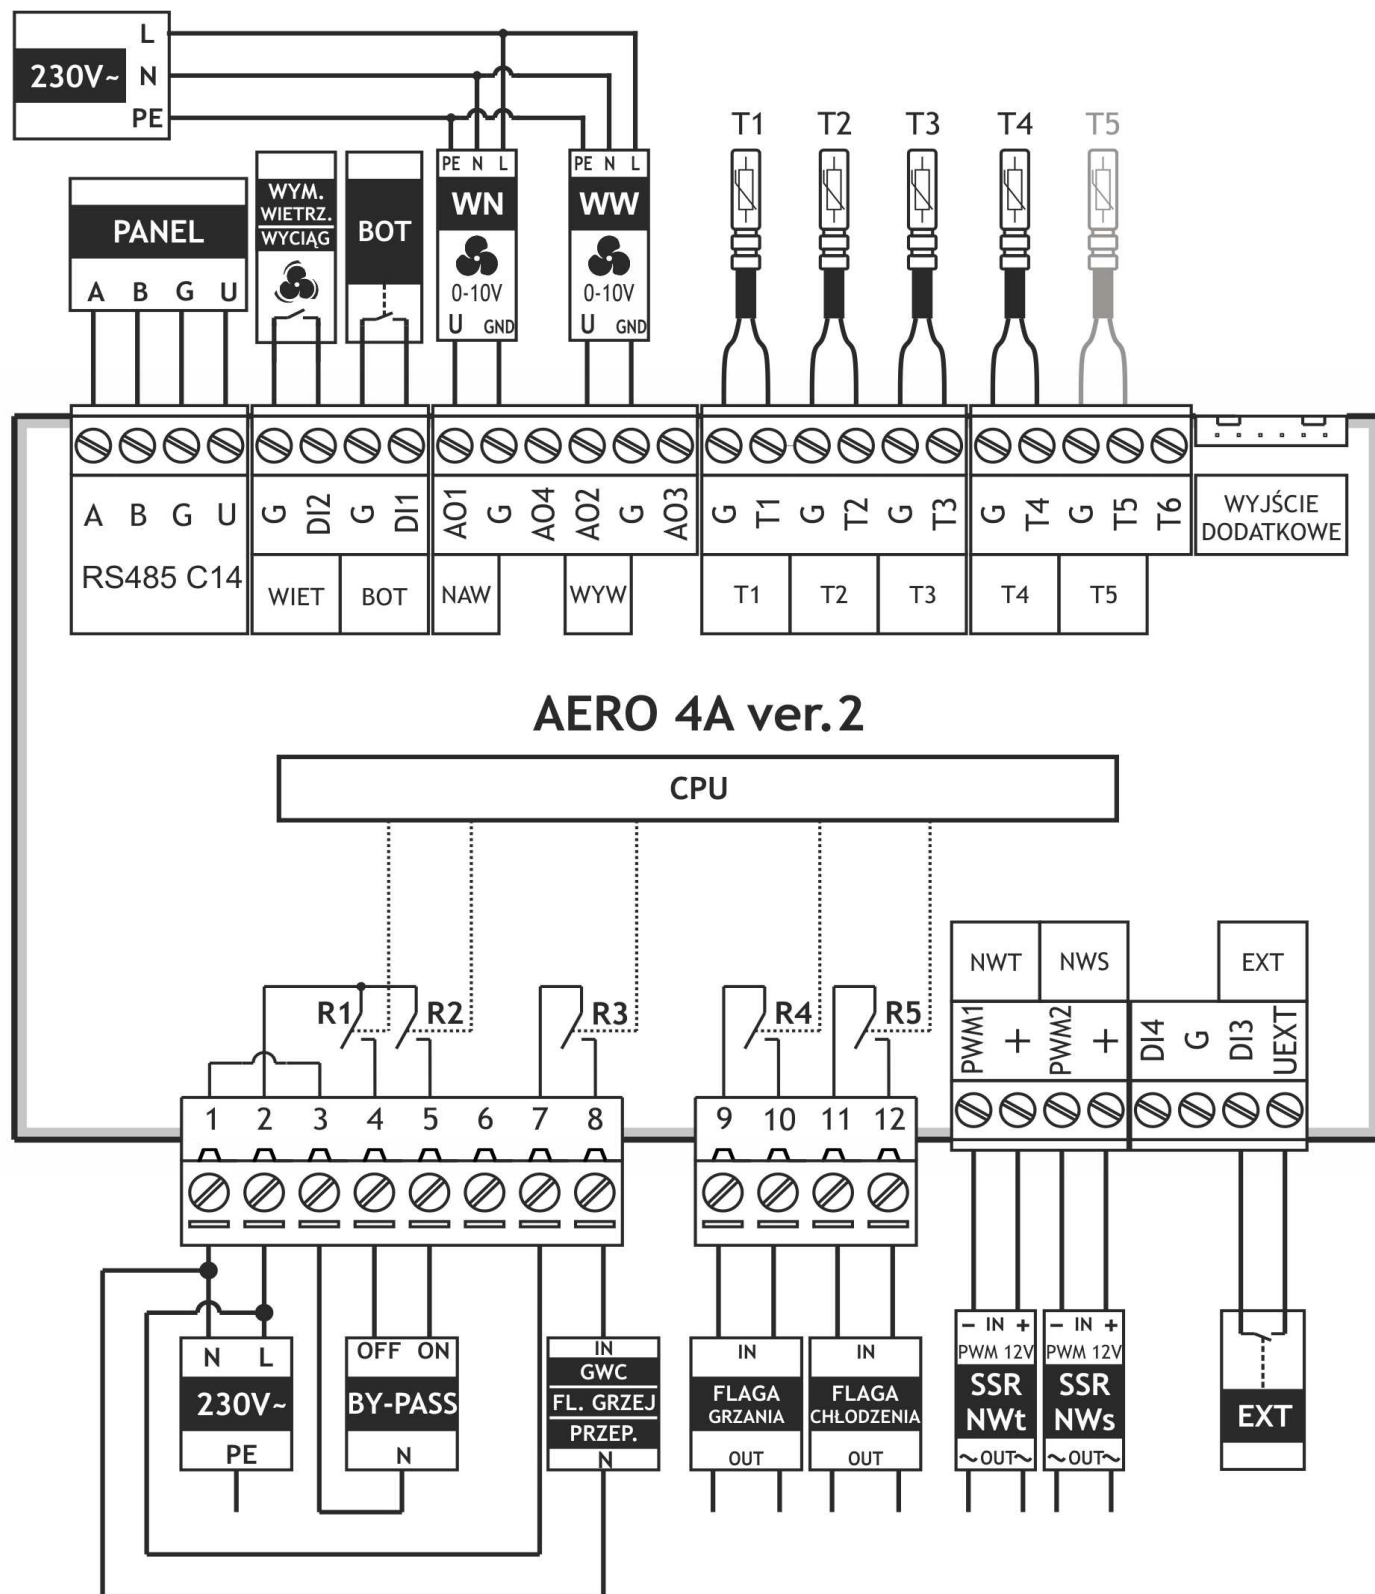 L
230V~ N
PE
T1 T2 T3 T4 T5
PE N L PE N L
WYM.
WIETRZ.
WYCIĄG
BOT
WN WW
PANEL
0-10V 0-10V
A B G U
U GND U GND
A B G U
G DI2 G DI1
AO1 G AO4 AO2 G AO3
G T1 G T2 G T3
G T4 G T5 T6
WYJŚCIE
DODATKOWE
RS485 C14
WIET BOT NAW WYW T1 T2 T3 T4 T5
AERO 4A ver.2
CPU
NWT NWS EXT
R1 R2 R3 R4 R5
PWM1 + PWM2 + DI4 G DI3 UEXT
1 2 3 4 5 6 7 8 9 10 11 12
N L
230V~
PE
OFF ON
BY-PASS
N
IN
GWC
FL. GRZEJ
PRZEP.
N
IN
FLAGA
GRZANIA
OUT
IN
FLAGA
CHŁODZENIA
OUT
- IN +
PWM 12V
SSR
NWt
~OUT~
- IN +
PWM 12V
SSR
NWs
~OUT~
EXT